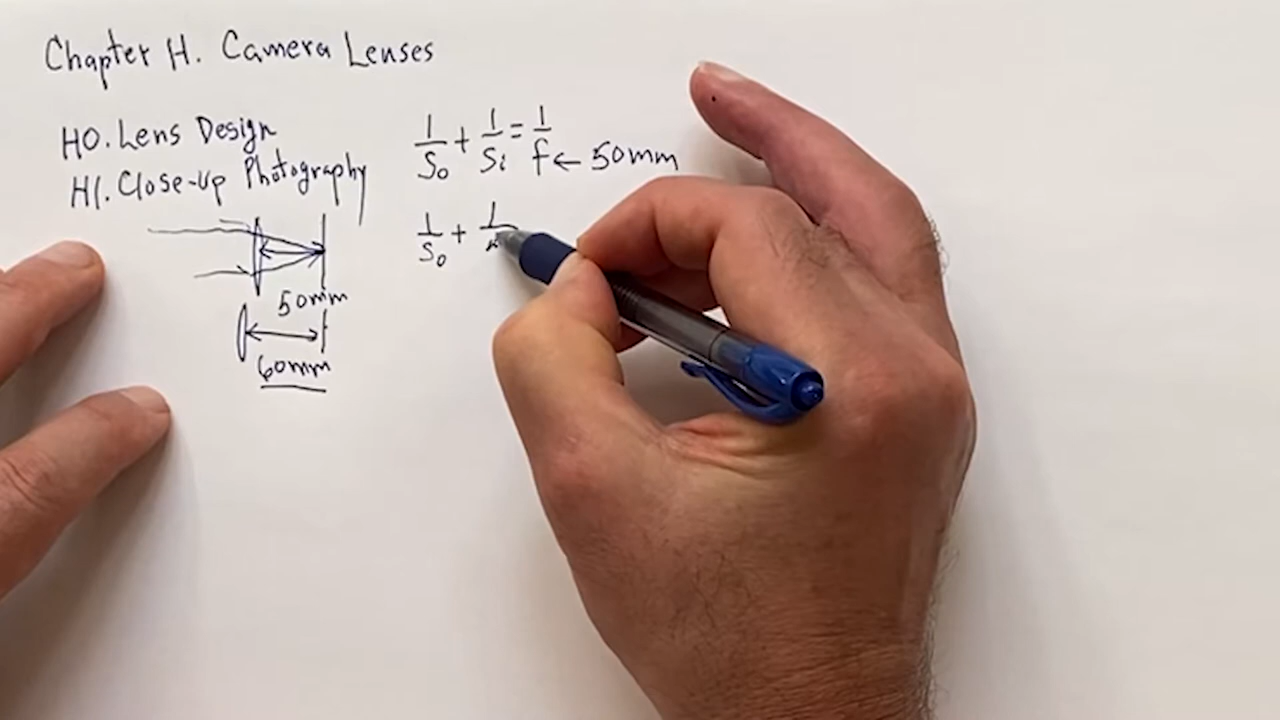 Chapter H. Camera Lenses
H0. Lens Design
H1. Close-Up Photography
50mm
60mm
1/So + 1/Si = 1/f ← 50mm
1/So + 1/